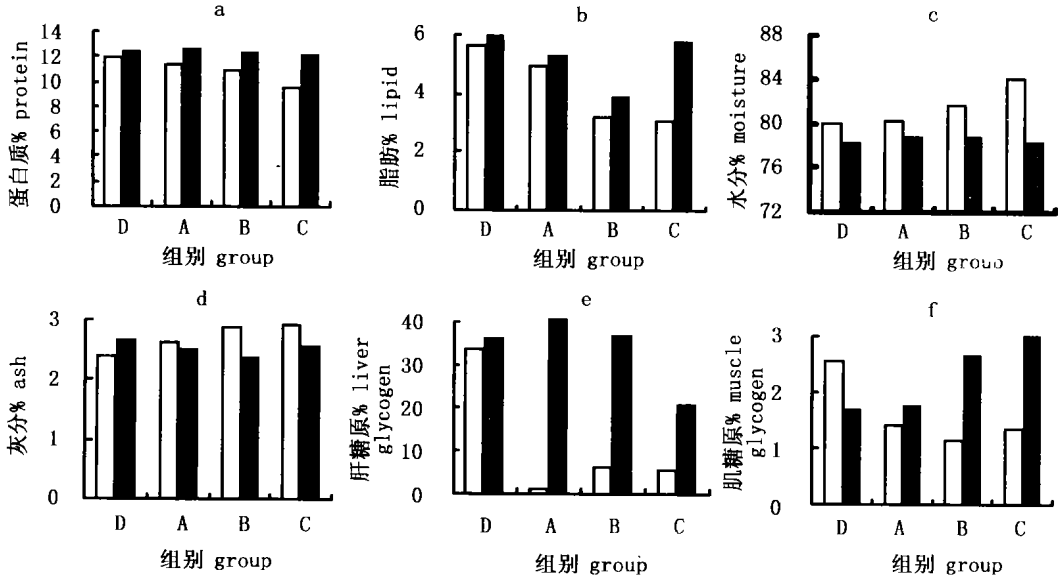 a
蛋白质% protein
14
12
10
8
6
4
2
0
D A B C
组别 group
b
脂肪% lipid
6
4
2
0
D A B C
组别 group
c
水分% moisture
88
84
80
76
72
D A B C
组别 group
d
灰分% ash
3
2
1
0
D A B C
组别 group
e
肝糖原% liver
glycogen
40
30
20
10
0
D A B C
组别 group
f
肌糖原% muscle
glycogen
3
2
1
0
D A B C
组别 group